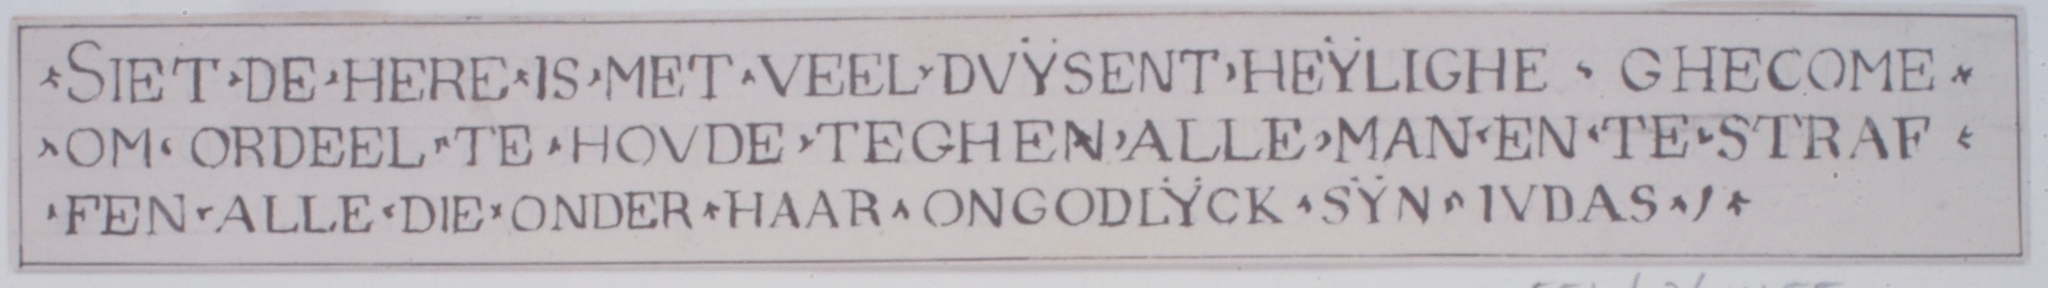 SIET DE HERE IS MET VEEL DVŸSENT HEŸLIGHE GHECOME
OM ORDEEL TE HOVDE TEGHEN ALLE MAN EN TE STRAF
FEN ALLE DIE ONDER HAAR ONGODLŸCK SŸN IVDAS 1